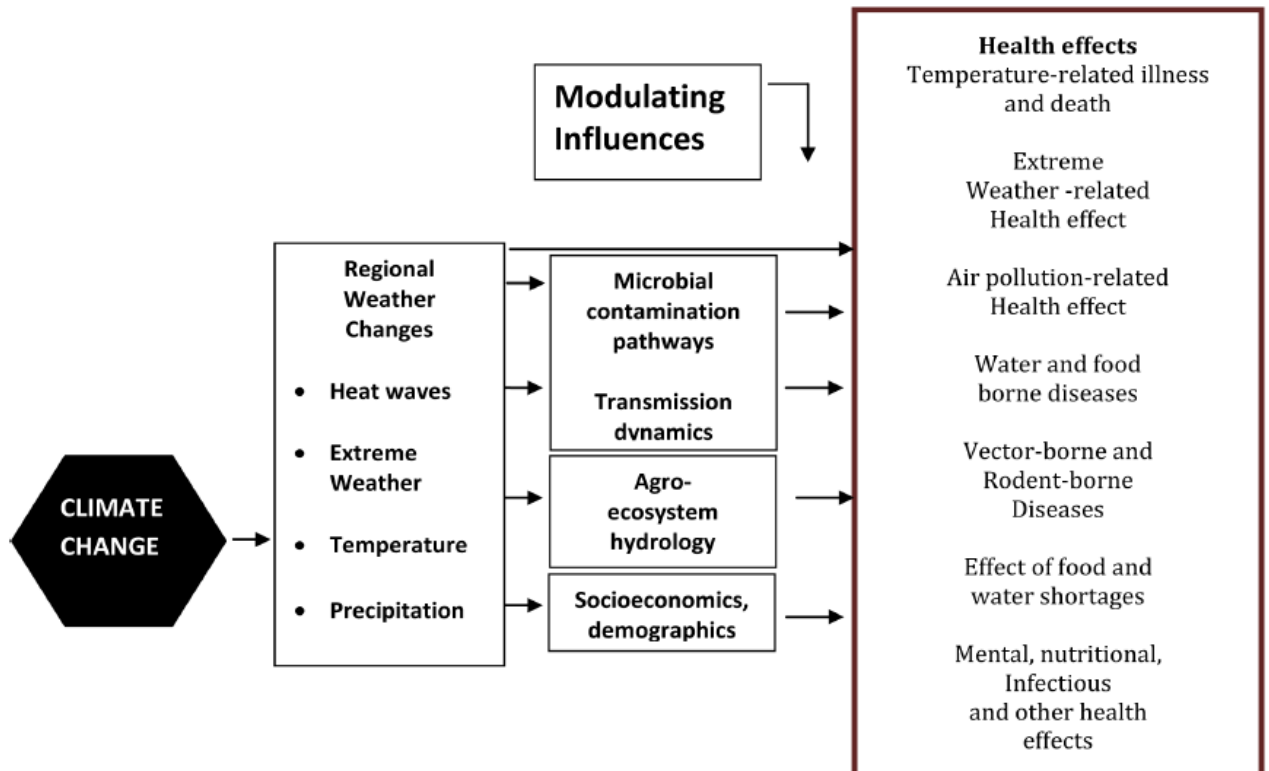 CLIMATE
CHANGE
Regional
Weather
Changes
• Heat waves
• Extreme
Weather
• Temperature
• Precipitation
Modulating
Influences
Microbial
contamination
pathways
Transmission
dvnamics
Agro-
ecosystem
hydrology
Socioeconomics,
demographics
Health effects
Temperature-related illness
and death
Extreme
Weather -related
Health effect
Air pollution-related
Health effect
Water and food
borne diseases
Vector-borne and
Rodent-borne
Diseases
Effect of food and
water shortages
Mental, nutritional,
Infectious
and other health
effects